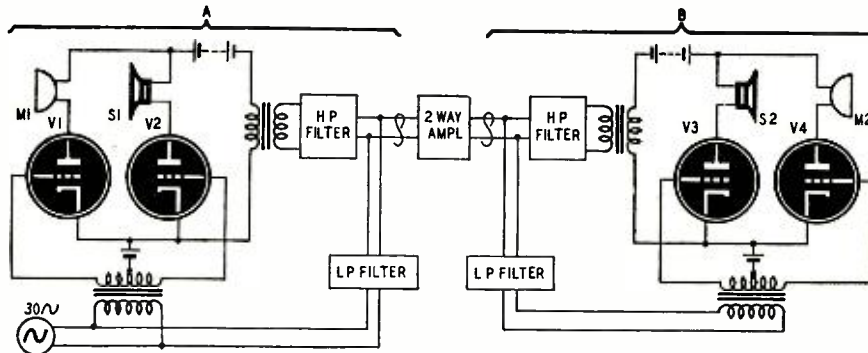 A
B
M1
V1
S1
V2
HP
FILTER
2 WAY
AMPL
HP
FILTER
V3
S2
V4
M2
LP FILTER
LP FILTER
30∿